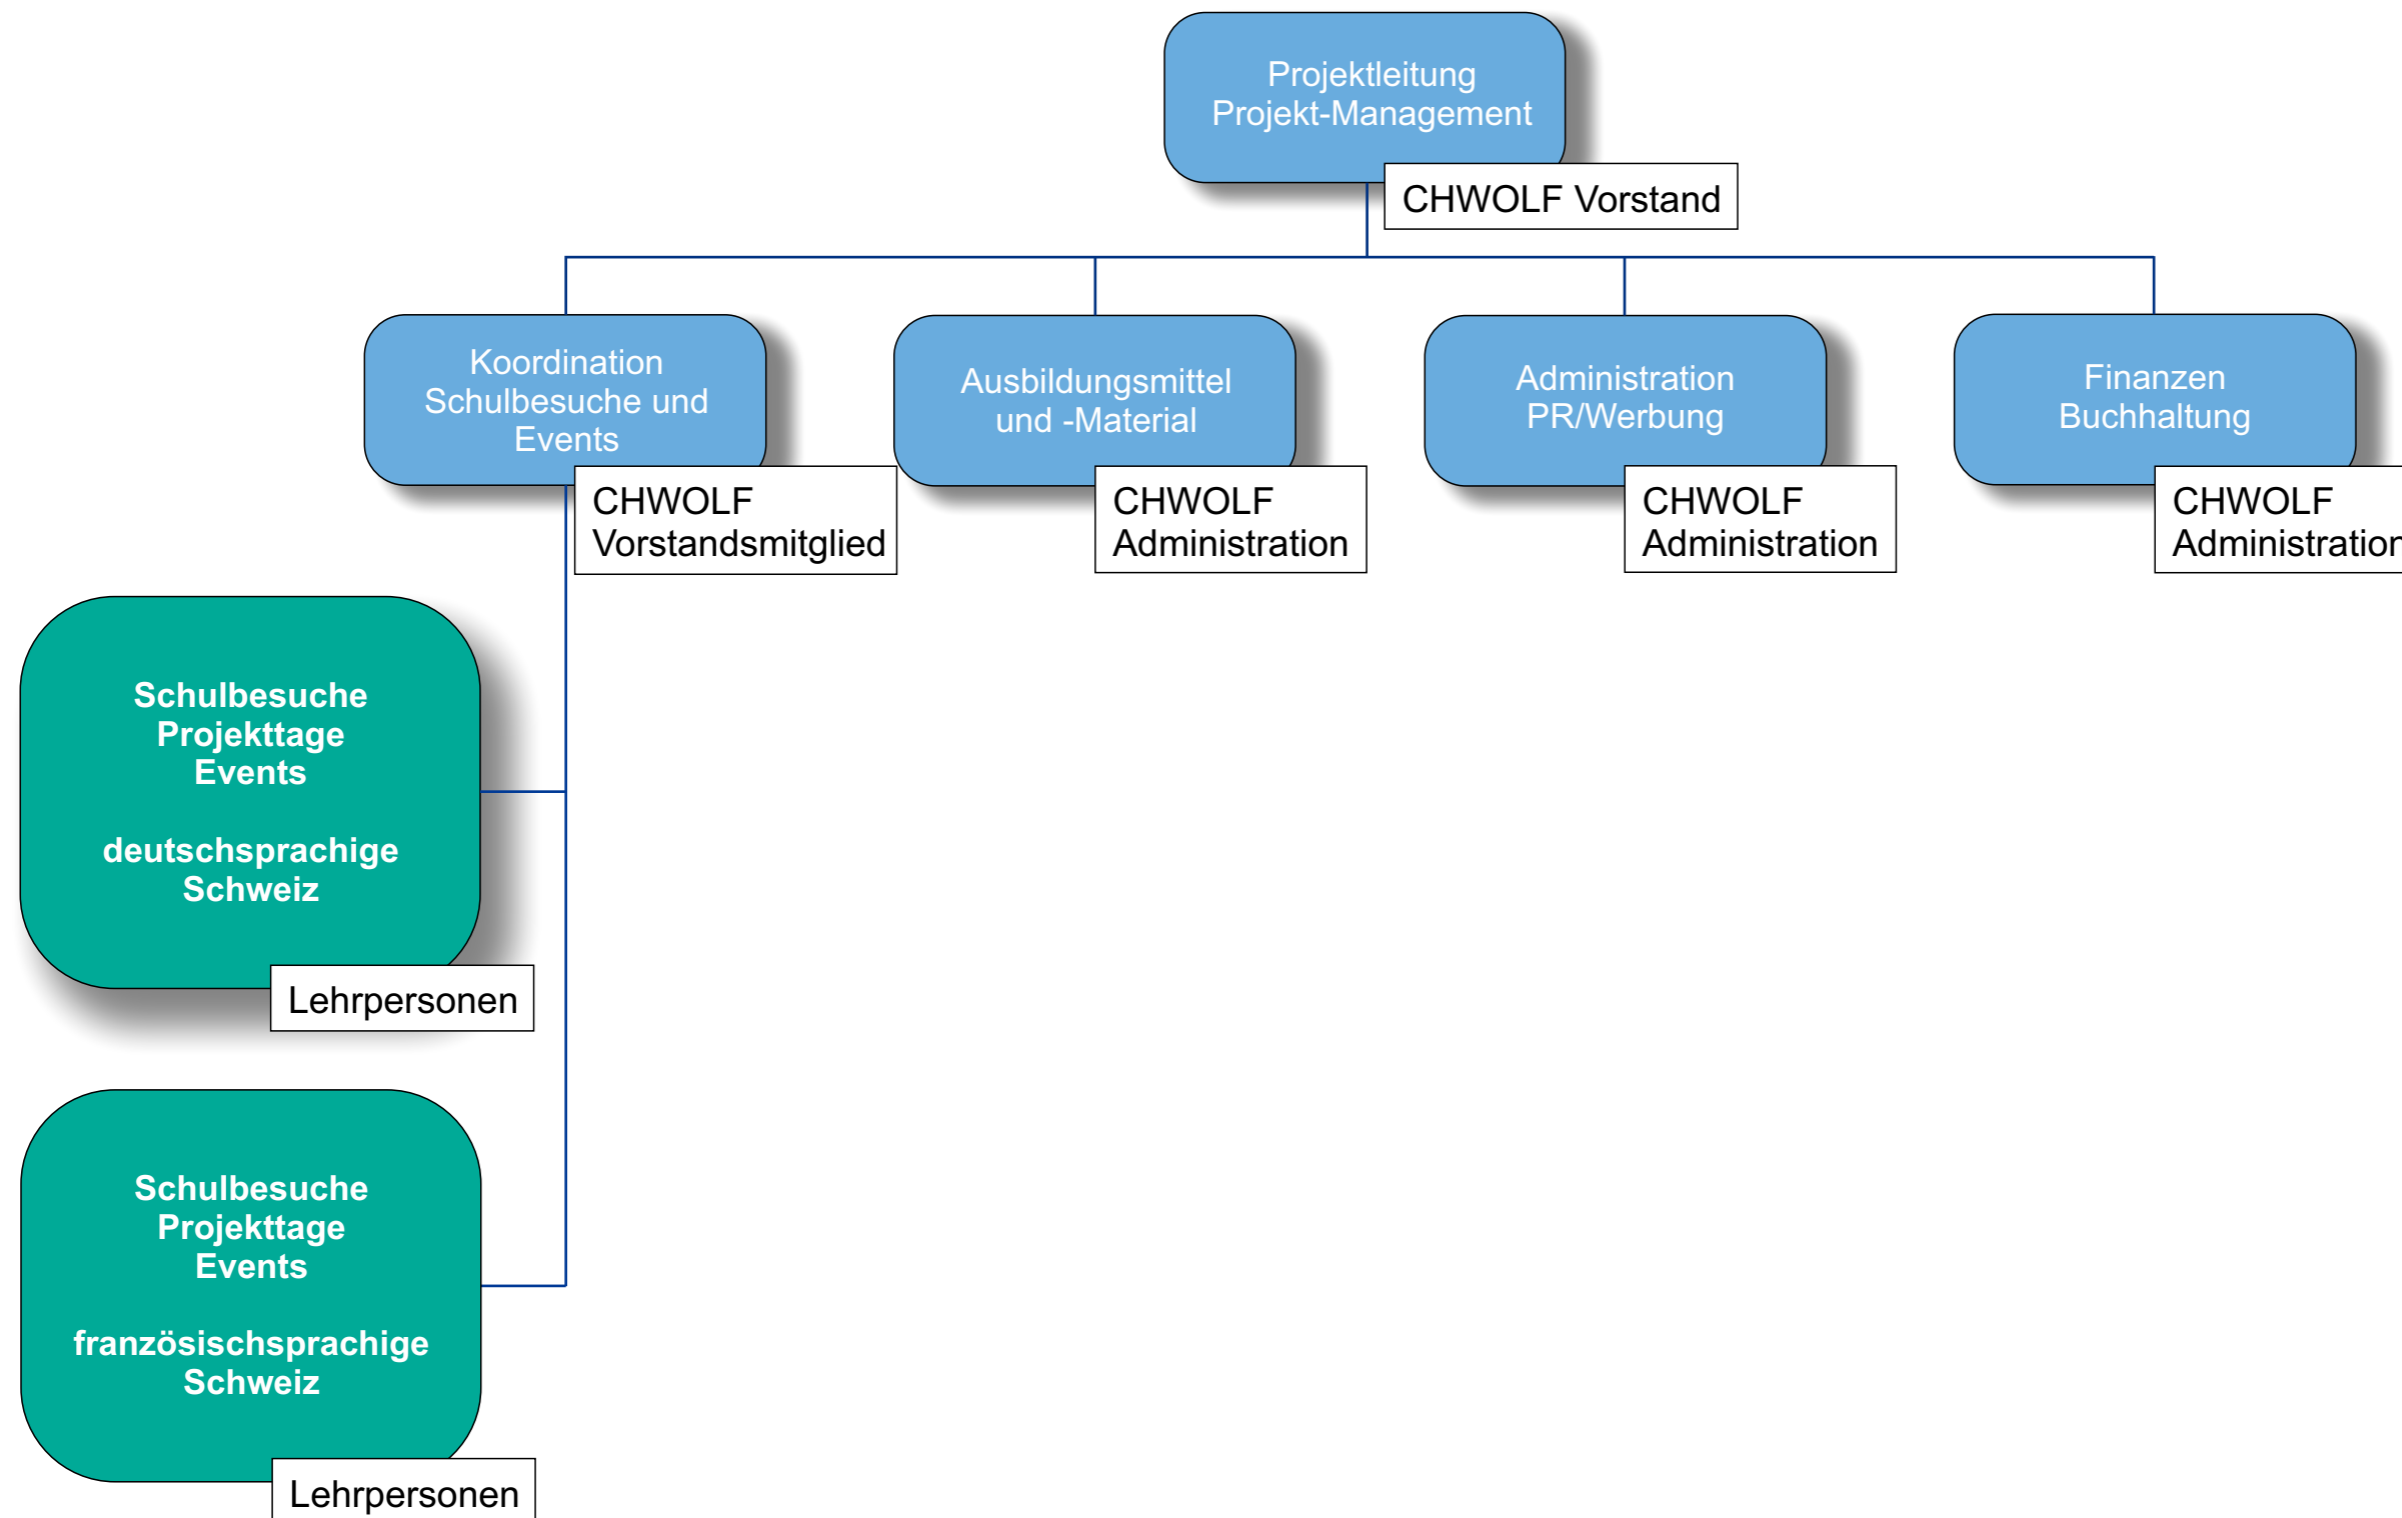 Projektleitung
Projekt-Management
CHWOLF Vorstand
Koordination
Schulbesuche und
Events
CHWOLF
Vorstandsmitglied
Ausbildungsmittel
und -Material
CHWOLF
Administration
Administration
PR/Werbung
CHWOLF
Administration
Finanzen
Buchhaltung
CHWOLF
Administration
Schulbesuche
Projekttage
Events
deutschsprachige
Schweiz
Lehrpersonen
Schulbesuche
Projekttage
Events
französischsprachige
Schweiz
Lehrpersonen